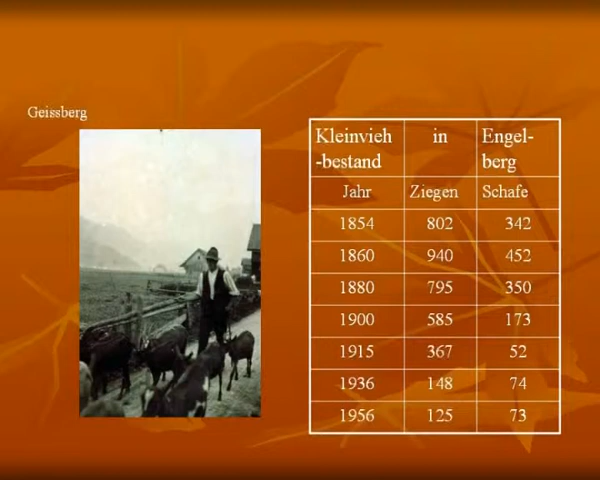 Geissberg
Kleinvieh in Engel-
-bestand berg
Jahr Ziegen Schafe
1854 802 342
1860 940 452
1880 795 350
1900 585 173
1915 367 52
1936 148 74
1956 125 73